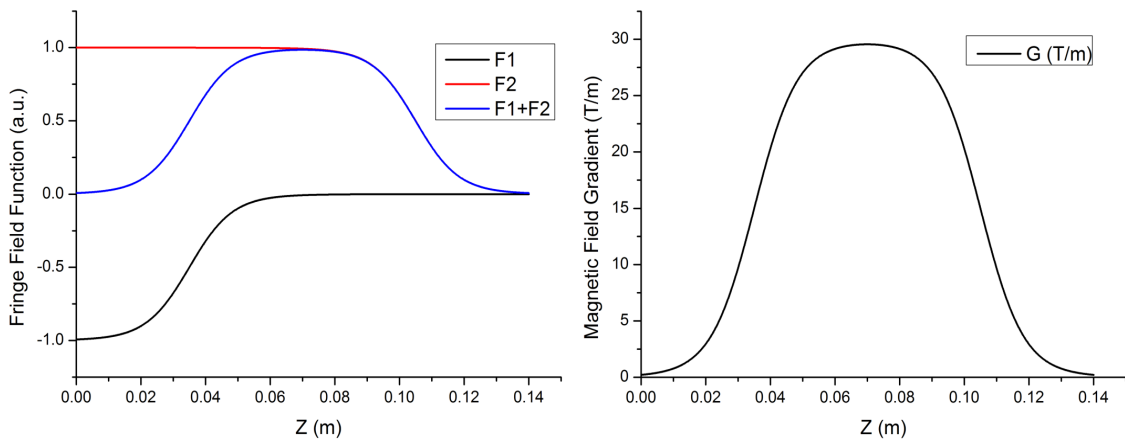 1.0
0.5
0.0
-0.5
-1.0
Fringe Field Function (a.u.)
F1
F2
F1+F2
0.00 0.02 0.04 0.06 0.08 0.10 0.12 0.14
Z (m)
30
25
20
15
10
5
0
Magnetic Field Gradient (T/m)
G (T/m)
0.00 0.02 0.04 0.06 0.08 0.10 0.12 0.14
Z (m)